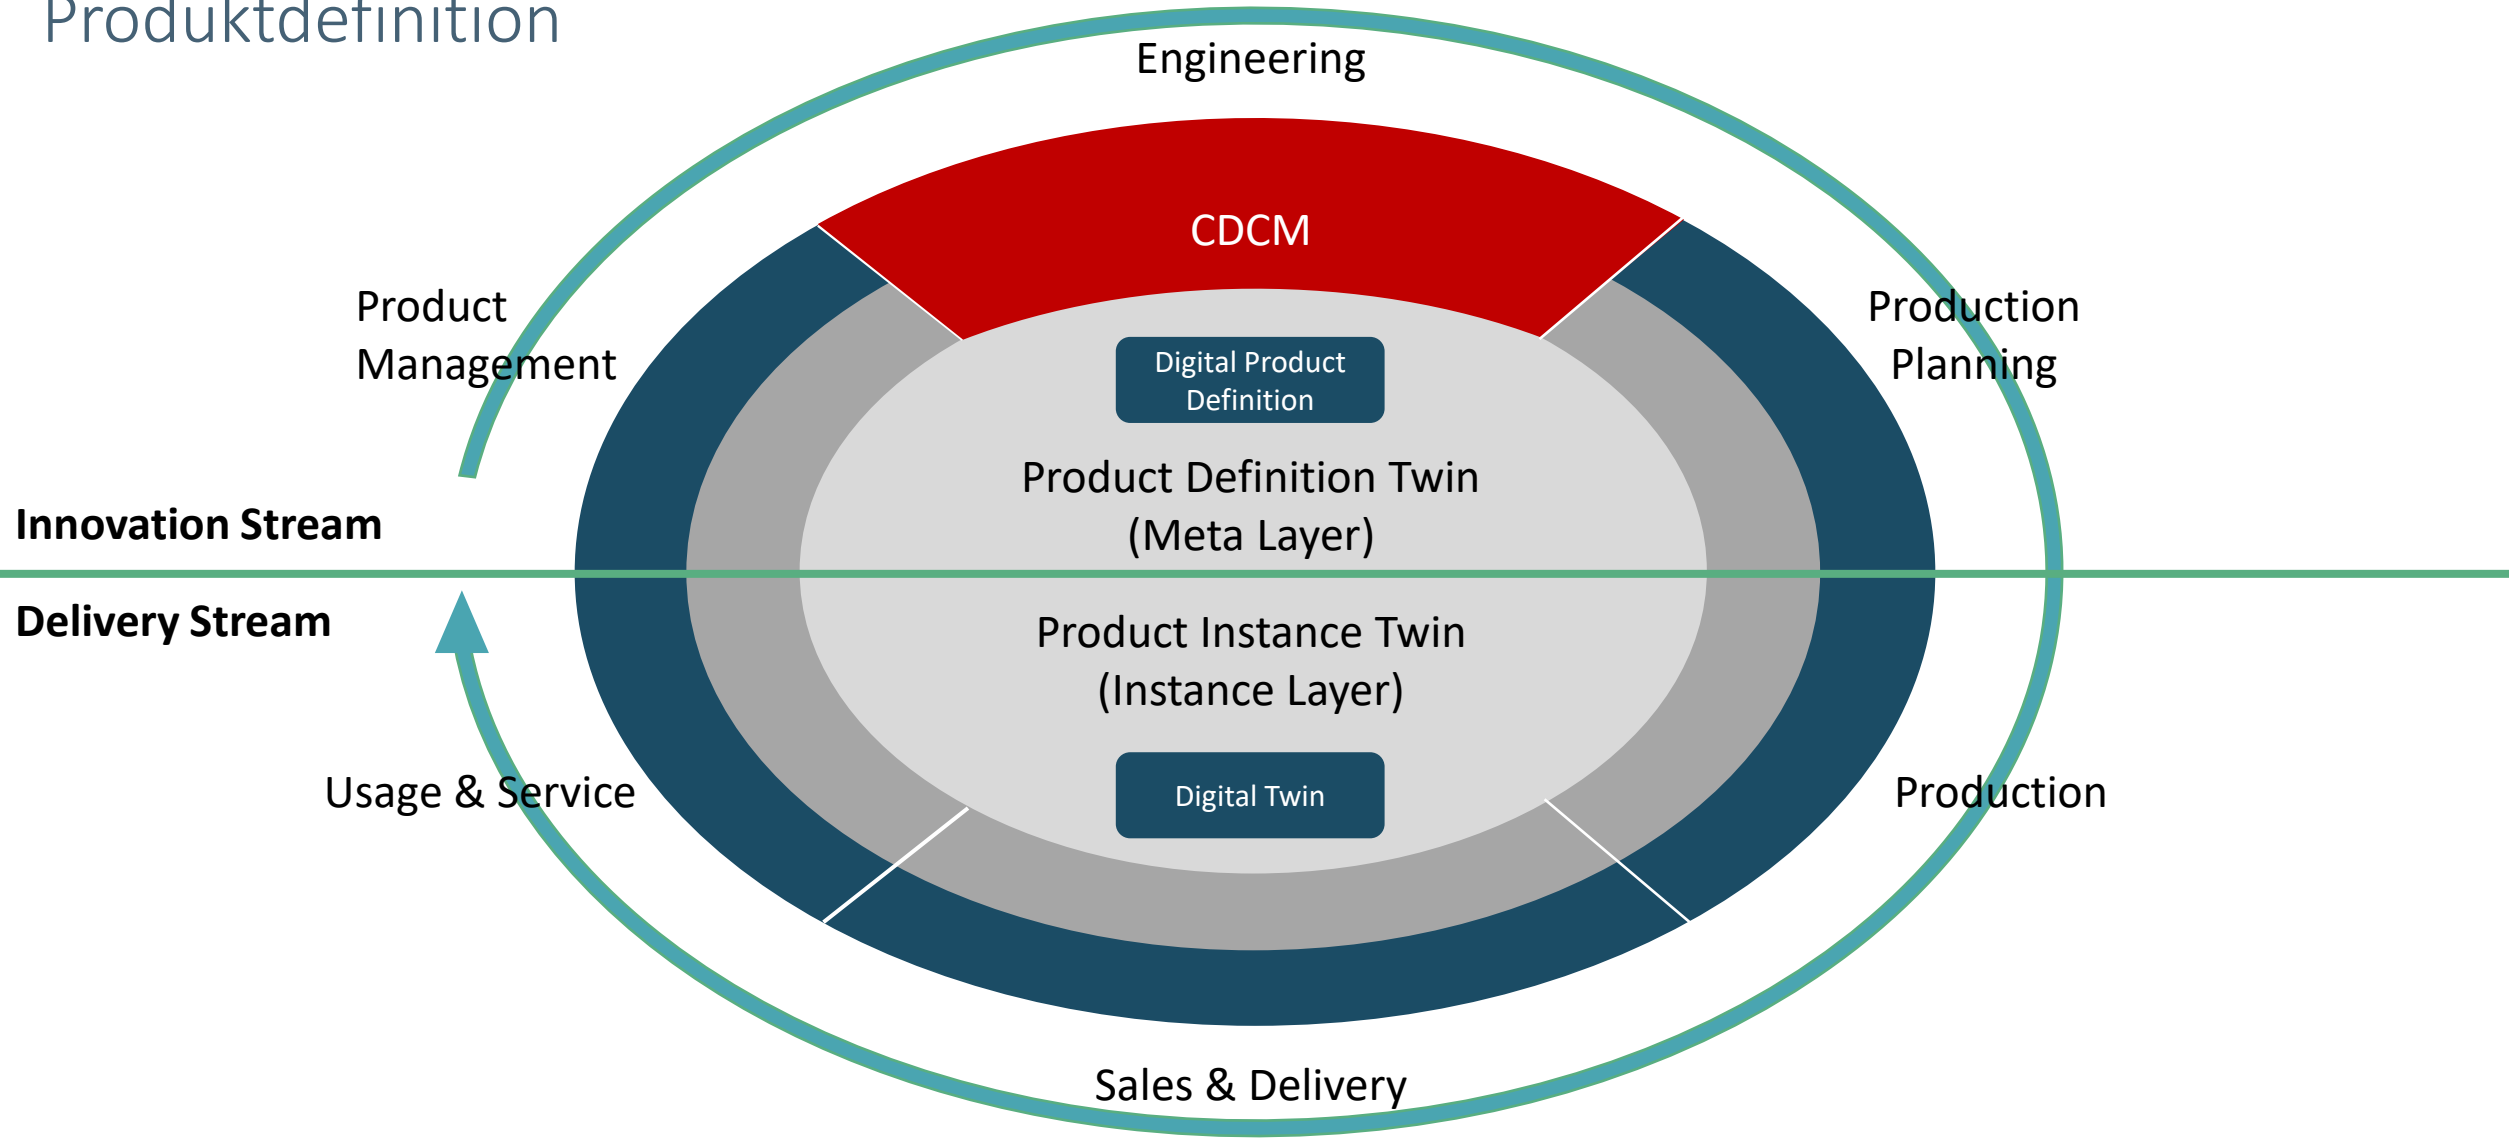 Produktdefinition
Engineering
CDCM
Product
Management
Production
Planning
Digital Product
Definition
Product Definition Twin
(Meta Layer)
Innovation Stream
Delivery Stream
Product Instance Twin
(Instance Layer)
Usage & Service
Digital Twin
Production
Sales & Delivery